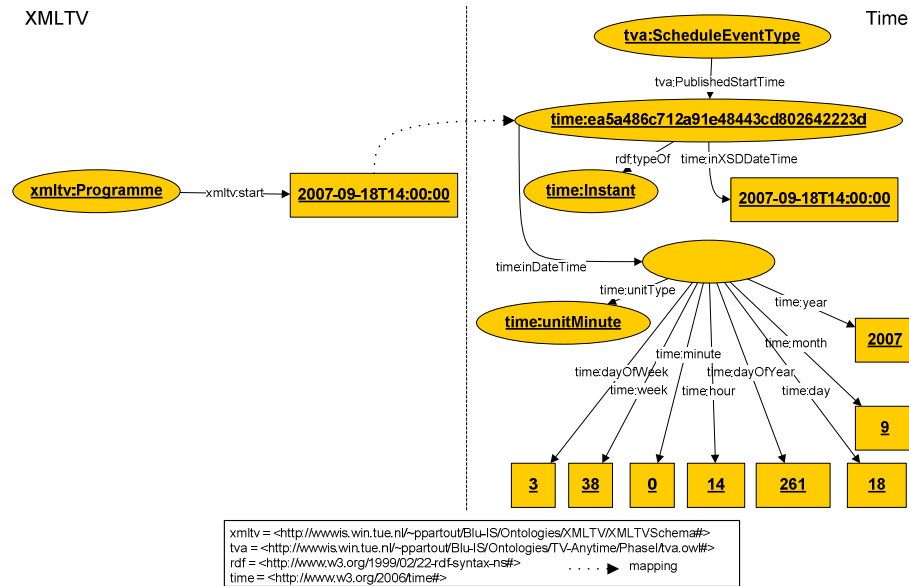 XMLTV
Time
tva:ScheduleEventType
tva:PublishedStartTime
time:ea5a486c712a91e48443cd802642223d
rdf:typeOf
time:inXSDDateTime
xmltv:Programme
xmltv:start
2007-09-18T14:00:00
time:Instant
2007-09-18T14:00:00
time:inDateTime
time:unitType
time:year
time:unitMinute
2007
time:month
time:minute
time:dayOfWeek
time:dayOfYear
time:week
time:hour
time:day
9
3
38
0
14
261
18
xmltv = <http://wwwis.win.tue.nl/~ppartout/Blu-IS/Ontologies/XMLTV/XMLTVSchema#>
tva = <http://wwwis.win.tue.nl/~ppartout/Blu-IS/Ontologies/TV-Anytime/PhaseI/tva.owl#>
rdf = <http://www.w3.org/1999/02/22-rdf-syntax-ns#>
time = <http://www.w3.org/2006/time#>
mapping